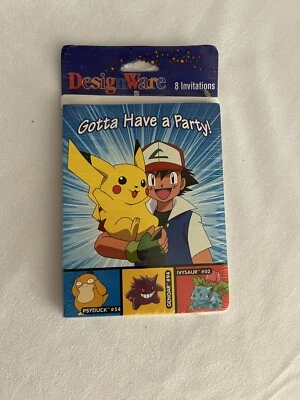 DesignWare
8 Invitations
Gotta Have a Party!
PSYDUCK #54
GENGAR #94
IVYSAUR #02